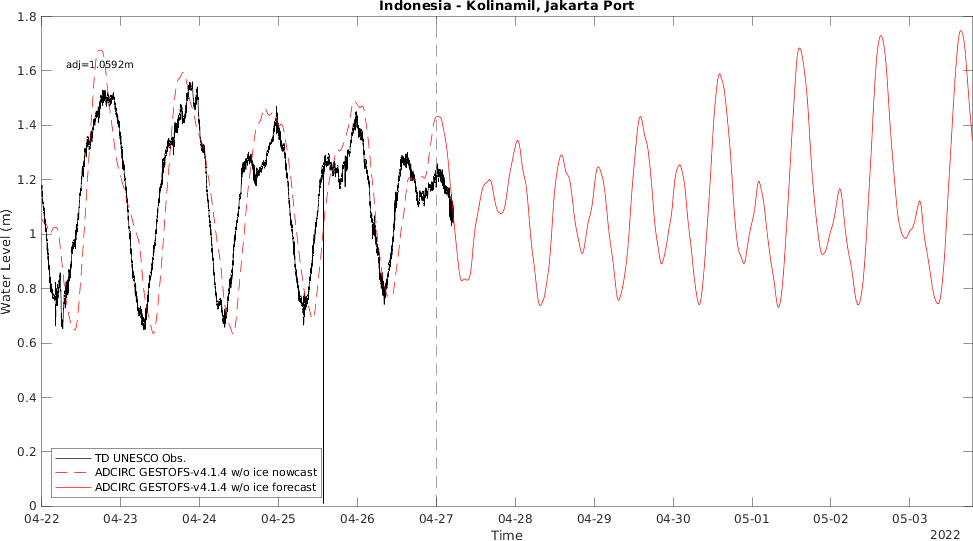 Indonesia - Kolinamil, Jakarta Port
adj=1.0592m
1.8
1.6
1.4
1.2
1
0.8
0.6
0.4
0.2
0
Water Level (m)
TD UNESCO Obs.
ADCIRC GESTOFS-v4.1.4 w/o ice nowcast
ADCIRC GESTOFS-v4.1.4 w/o ice forecast
04-22 04-23 04-24 04-25 04-26 04-27 04-28 04-29 04-30 05-01 05-02 05-03
Time
2022